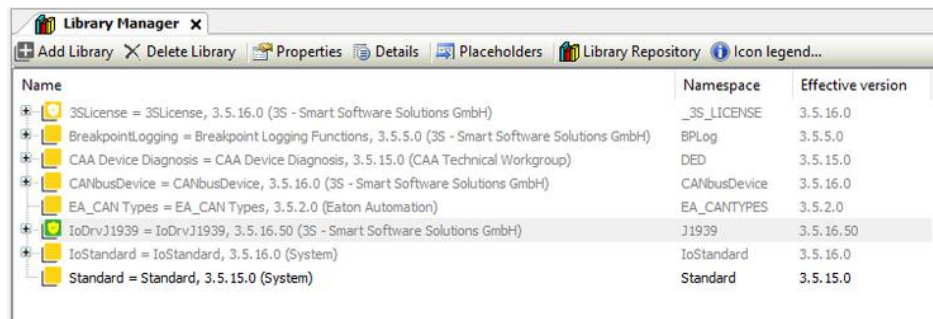 Library Manager x
Add Library Delete Library Properties Details Placeholders Library Repository Icon legend...
Name Namespace Effective version
3SLicense = 3SLicense, 3.5.16.0 (3S - Smart Software Solutions GmbH) _3S_LICENSE 3.5.16.0
BreakpointLogging = Breakpoint Logging Functions, 3.5.5.0 (3S - Smart Software Solutions GmbH) BPLog 3.5.5.0
CAA Device Diagnosis = CAA Device Diagnosis, 3.5.15.0 (CAA Technical Workgroup) DED 3.5.15.0
CANbusDevice = CANbusDevice, 3.5.16.0 (3S - Smart Software Solutions GmbH) CANbusDevice 3.5.16.0
EA_CAN Types = EA_CAN Types, 3.5.2.0 (Eaton Automation) EA_CANTYPES 3.5.2.0
IoDrvJ1939 = IoDrvJ1939, 3.5.16.50 (3S - Smart Software Solutions GmbH) J1939 3.5.16.50
IoStandard = IoStandard, 3.5.16.0 (System) IoStandard 3.5.16.0
Standard = Standard, 3.5.15.0 (System) Standard 3.5.15.0